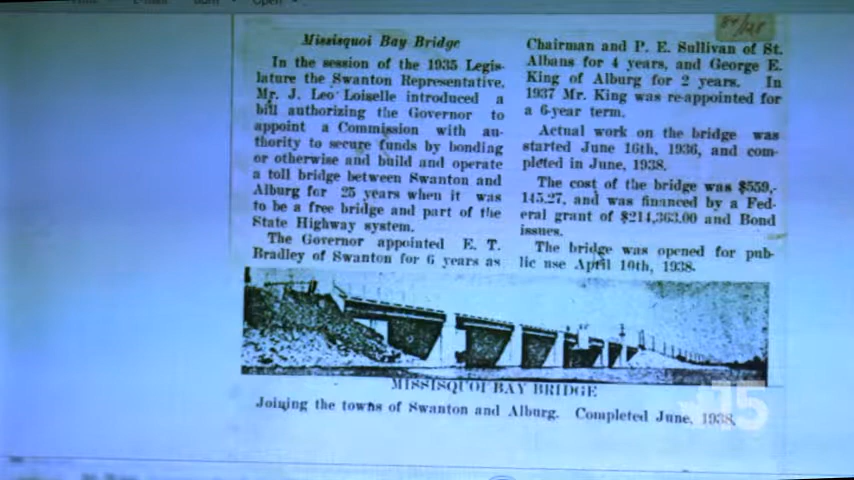 Missisquoi Bay Bridge
In the session of the 1935 Legis-
lature the Swanton Representative,
Mr. J. Leo Loiselle introduced a
bill authorizing the Governor to
appoint a Commission with au-
thority to secure funds by bonding
or otherwise and build and operate
a toll bridge between Swanton and
Alburg for 25 years when it was
to be a free bridge and part of the
State Highway system.
The Governor appointed E. T.
Bradley of Swanton for 6 years as
Chairman and P. E. Sullivan of St.
Albans for 4 years, and George E.
King of Alburg for 2 years. In
1937 Mr. King was re-appointed for
a 6-year term.
Actual work on the bridge was
started June 16th, 1936, and com-
pleted in June, 1938.
The cost of the bridge was $559,-
145.27, and was financed by a Fed-
eral grant of $214,363.00 and Bond
issues.
The bridge was opened for pub-
lic use April 10th, 1938.
MISSISQUOI BAY BRIDGE
Joining the towns of Swanton and Alburg. Completed June, 1938.
15